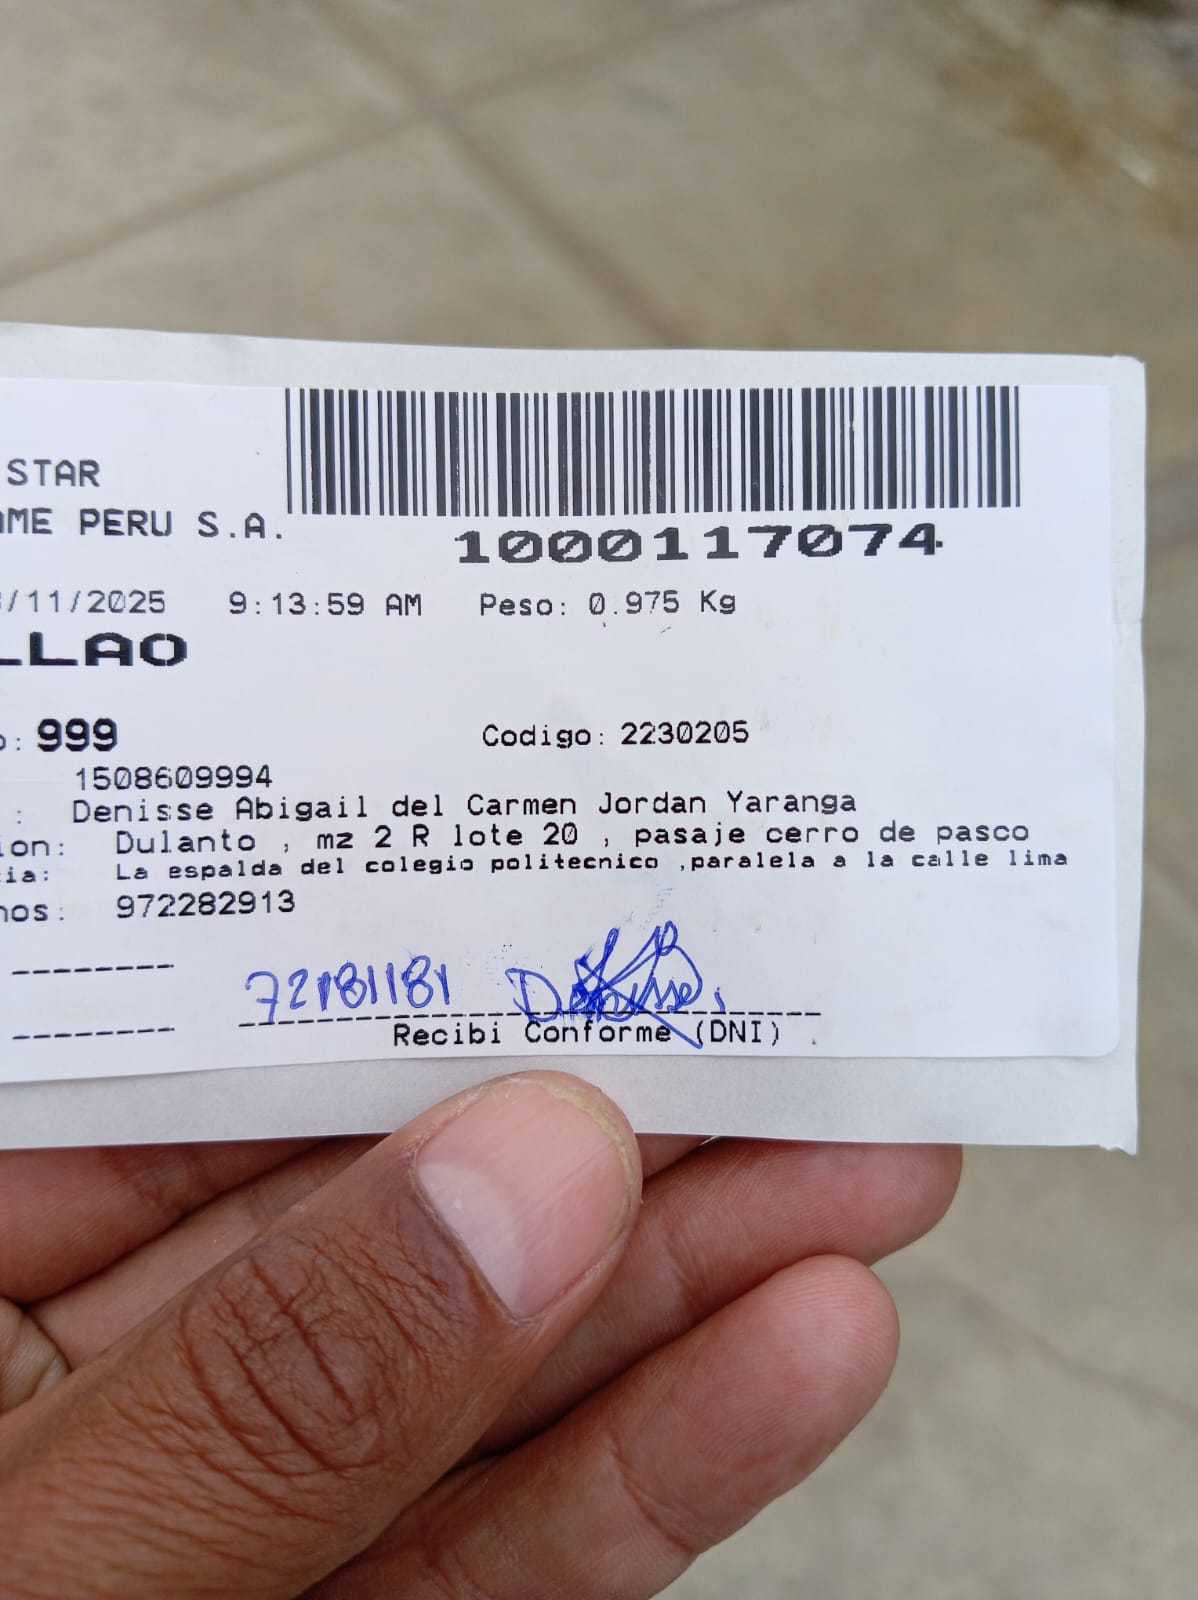 STAR
ME PERU S.A.
1000117074
/11/2025 9:13:59 AM Peso: 0.975 Kg
LLAO
: 999 Codigo: 2230205
1508609994
: Denisse Abigail del Carmen Jordan Yaranga
ion: Dulanto , mz 2 R lote 20 , pasaje cerro de pasco
ia: La espalda del colegio politecnico ,paralela a la calle lima
nos: 972282913
72181181 Denisse
Recibi Conforme (DNI)